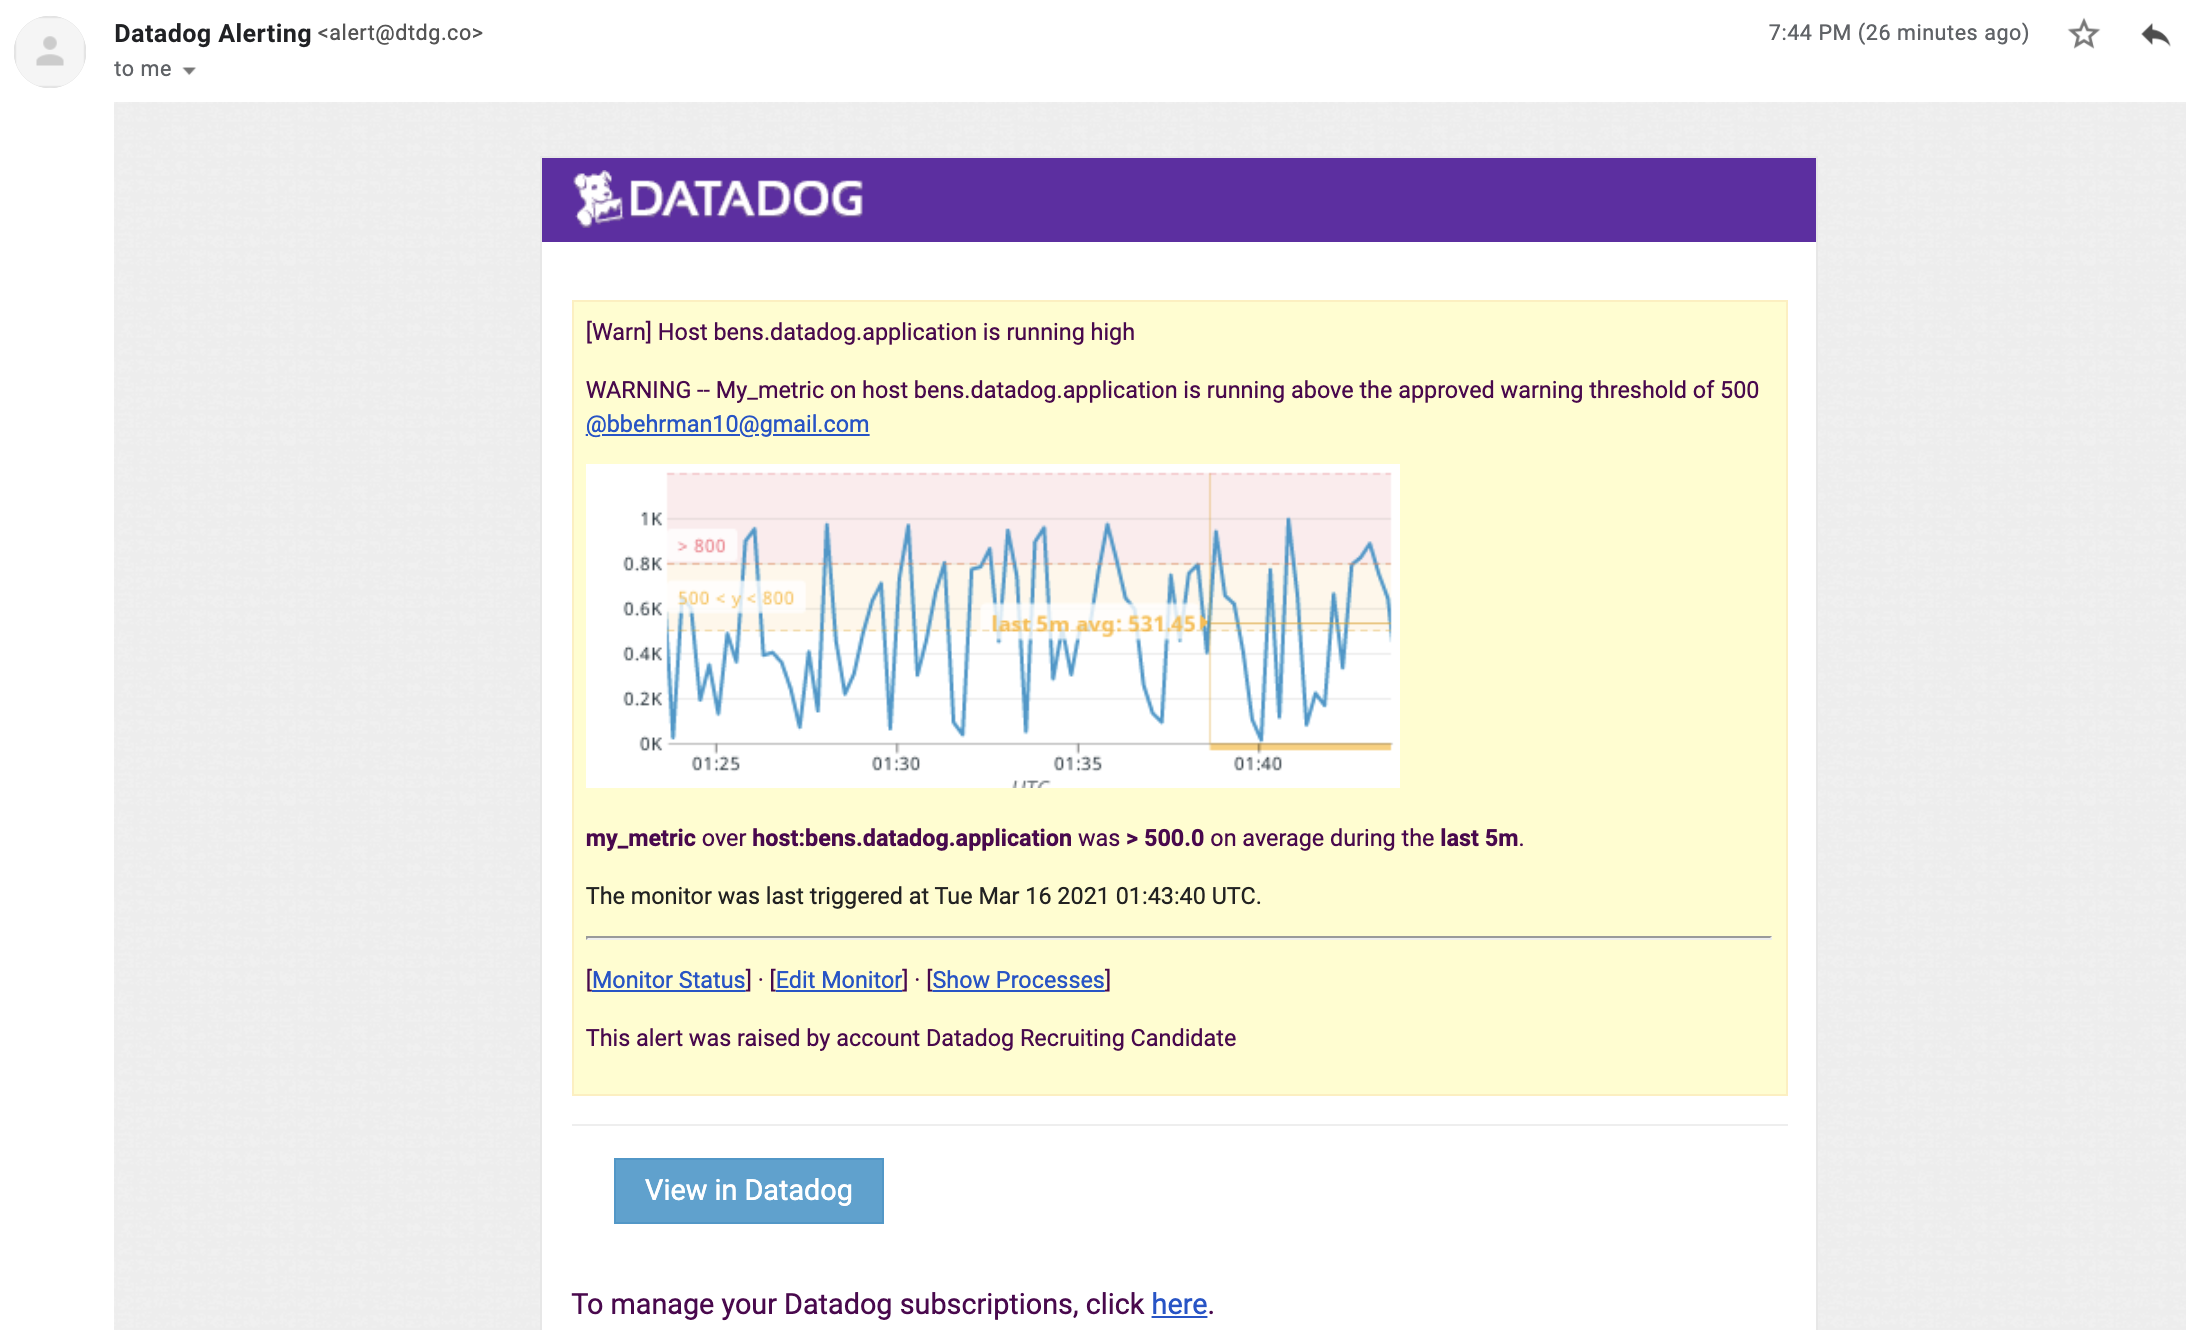 Datadog Alerting <alert@dtdg.co>
7:44 PM (26 minutes ago)
to me
DATADOG
[Warn] Host bens.datadog.application is running high
WARNING -- My_metric on host bens.datadog.application is running above the approved warning threshold of 500
@bbehrman10@gmail.com
1K
> 800
0.8K
500 < y < 800
0.6K
last 5m avg: 531.45
0.4K
0.2K
0K
01:25 01:30 01:35 01:40
UTC
my_metric over host:bens.datadog.application was > 500.0 on average during the last 5m.
The monitor was last triggered at Tue Mar 16 2021 01:43:40 UTC.
[Monitor Status] · [Edit Monitor] · [Show Processes]
This alert was raised by account Datadog Recruiting Candidate
View in Datadog
To manage your Datadog subscriptions, click here.